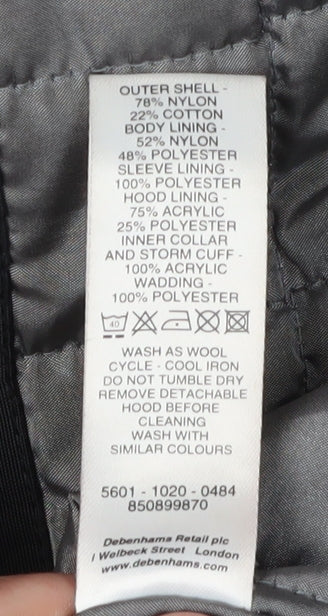 OUTER SHELL -
78% NYLON
22% COTTON
BODY LINING -
52% NYLON
48% POLYESTER
SLEEVE LINING -
100% POLYESTER
HOOD LINING -
75% ACRYLIC
25% POLYESTER
INNER COLLAR
AND STORM CUFF -
100% ACRYLIC
WADDING -
100% POLYESTER
40
WASH AS WOOL
CYCLE - COOL IRON
DO NOT TUMBLE DRY
REMOVE DETACHABLE
HOOD BEFORE
CLEANING
WASH WITH
SIMILAR COLOURS
5601 - 1020 - 0484
850899870
Debenhams Retail plc
1 Welbeck Street London
www.debenhams.com